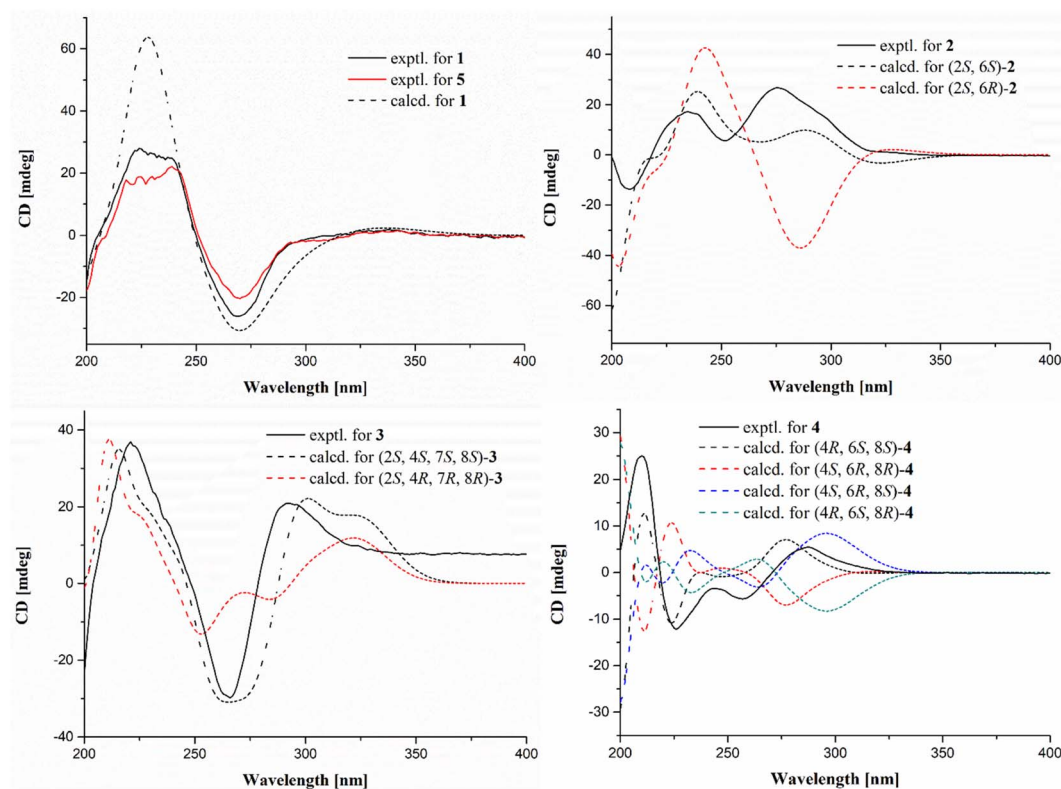 exptl. for 1
exptl. for 5
calcd. for 1
60
40
20
0
-20
CD [mdeg]
200 250 300 350 400
Wavelength [nm]
exptl. for 2
calcd. for (2S, 6S)-2
calcd. for (2S, 6R)-2
40
20
0
-20
-40
-60
CD [mdeg]
200 250 300 350 400
Wavelength [nm]
exptl. for 3
calcd. for (2S, 4S, 7S, 8S)-3
calcd. for (2S, 4R, 7R, 8R)-3
40
20
0
-20
-40
CD [mdeg]
200 250 300 350 400
Wavelength [nm]
exptl. for 4
calcd. for (4R, 6S, 8S)-4
calcd. for (4S, 6R, 8R)-4
calcd. for (4S, 6R, 8S)-4
calcd. for (4R, 6S, 8R)-4
30
15
0
-15
-30
CD [mdeg]
200 250 300 350 400
Wavelength [nm]